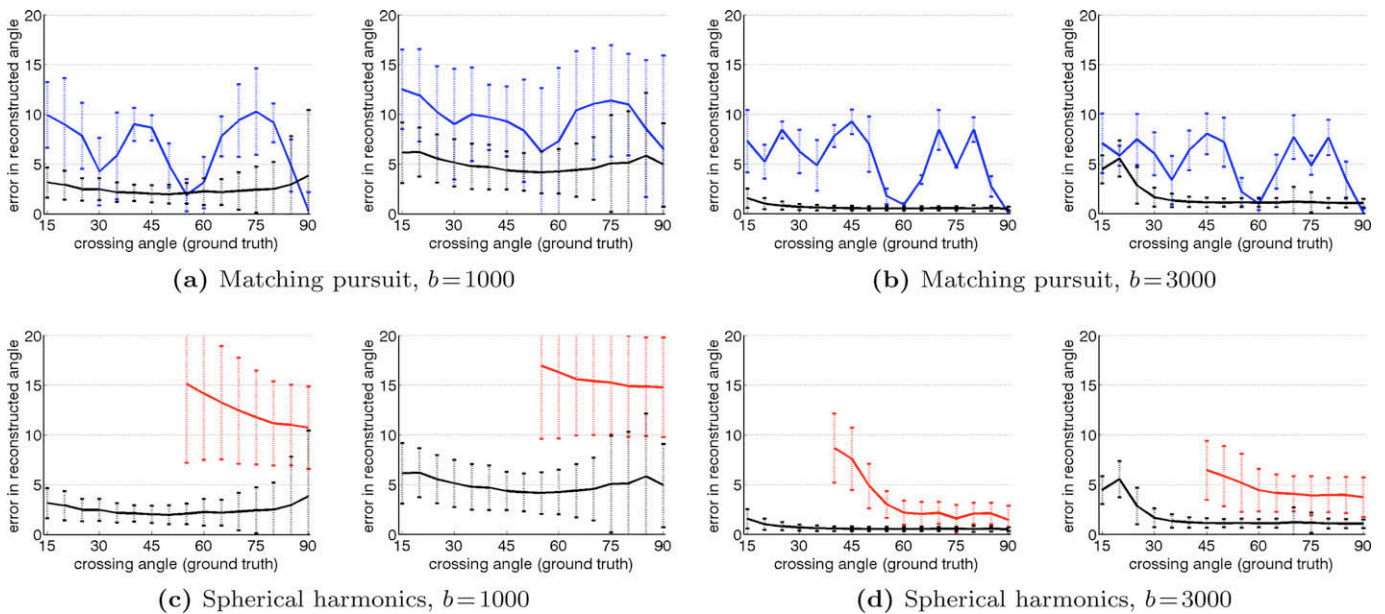 error in reconstructed angle
20
15
10
5
0
15 30 45 60 75 90
crossing angle (ground truth)
error in reconstructed angle
20
15
10
5
0
15 30 45 60 75 90
crossing angle (ground truth)
(a) Matching pursuit, b=1000
error in reconstructed angle
20
15
10
5
0
15 30 45 60 75 90
crossing angle (ground truth)
error in reconstructed angle
20
15
10
5
0
15 30 45 60 75 90
crossing angle (ground truth)
(b) Matching pursuit, b=3000
error in reconstructed angle
20
15
10
5
0
15 30 45 60 75 90
crossing angle (ground truth)
error in reconstructed angle
20
15
10
5
0
15 30 45 60 75 90
crossing angle (ground truth)
(c) Spherical harmonics, b=1000
error in reconstructed angle
20
15
10
5
0
15 30 45 60 75 90
crossing angle (ground truth)
error in reconstructed angle
20
15
10
5
0
15 30 45 60 75 90
crossing angle (ground truth)
(d) Spherical harmonics, b=3000